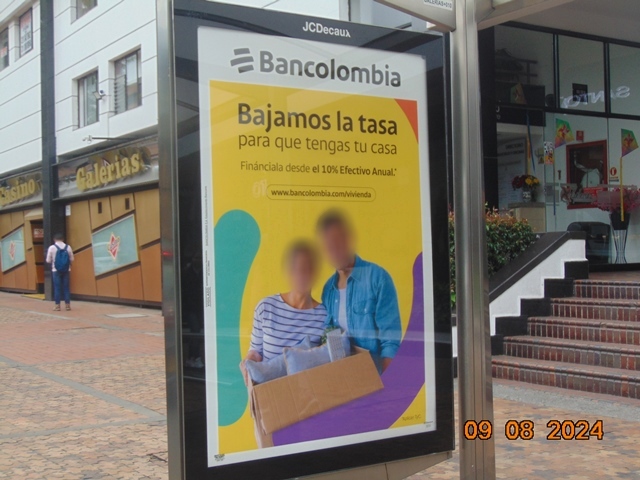 JCDecaux
Bancolombia
Bajamos la tasa
para que tengas tu casa
Fináncialа desde el 10% Efectivo Anual.*
www.bancolombia.com/vivienda
Casino
Galerías
09 08 2024